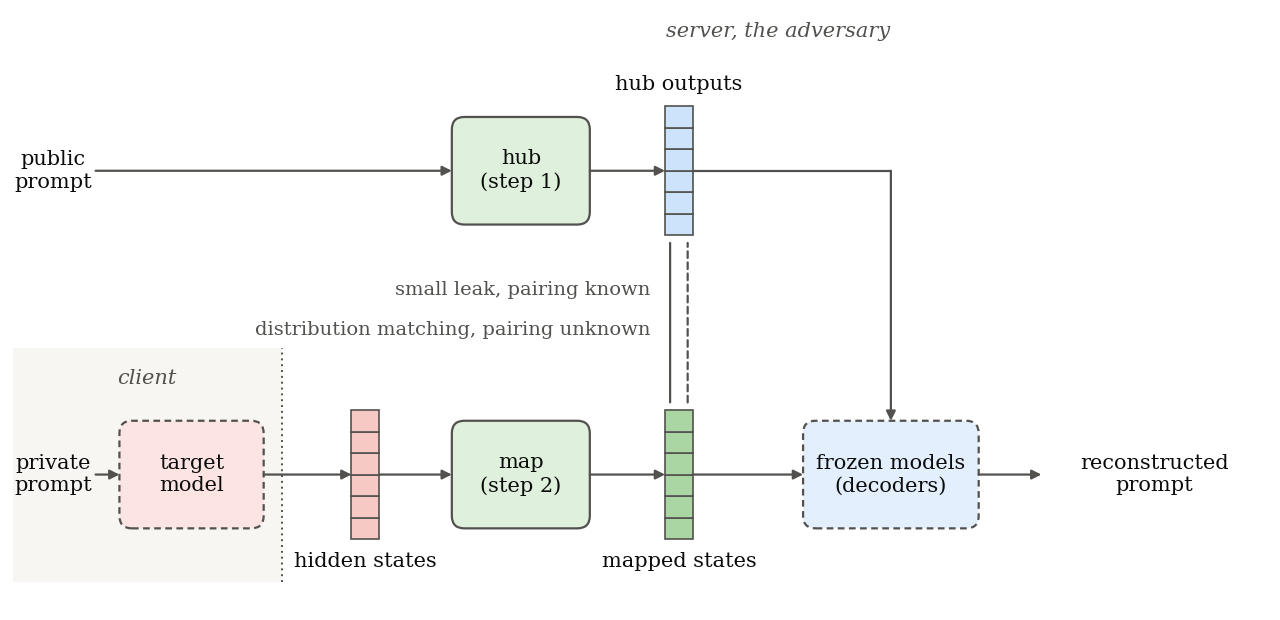 server, the adversary
hub outputs
public
prompt
hub
(step 1)
small leak, pairing known
distribution matching, pairing unknown
client
private
prompt
target
model
hidden states
map
(step 2)
mapped states
frozen models
(decoders)
reconstructed
prompt